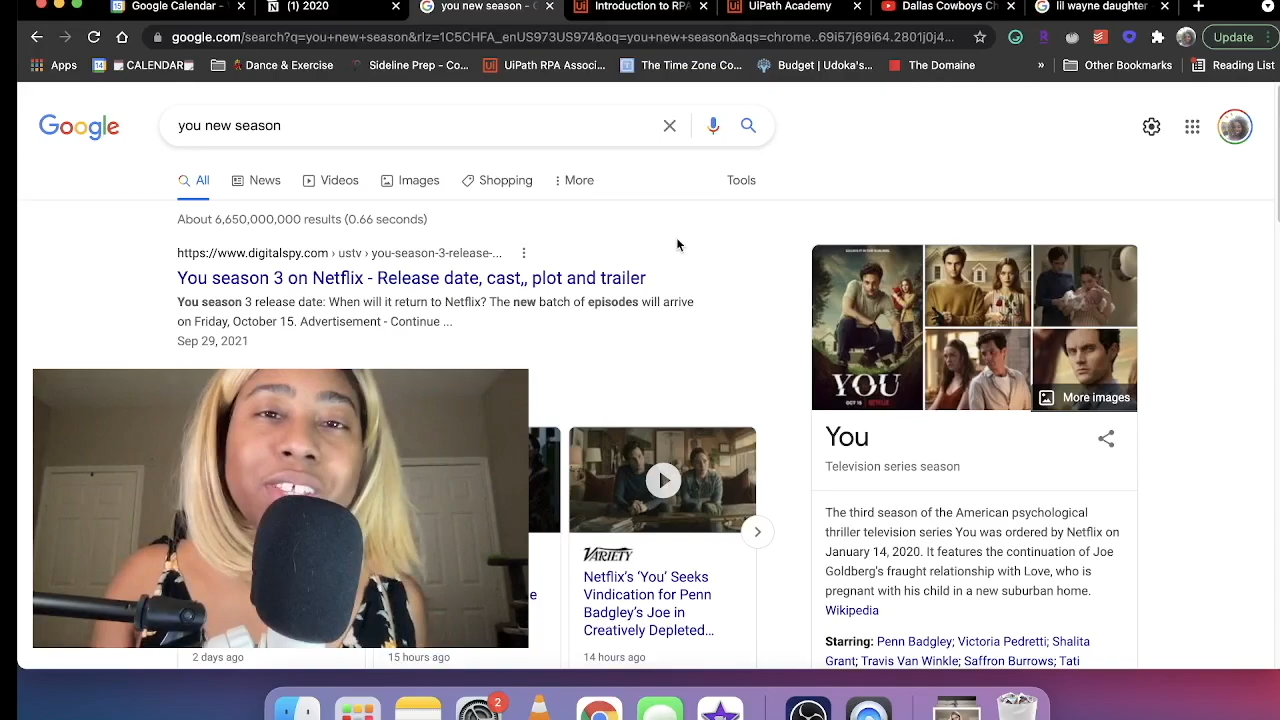 Google Calendar -
(1) 2020
you new season -
Introduction to RPA
UiPath Academy
Dallas Cowboys Ch
lil wayne daughter -
google.com/search?q=you+new+season&rlz=1C5CHFA_enUS973US974&oq=you+new+season&aqs=chrome..69i57j69i64.2801j0j4...
Update
Apps
CALENDAR
Dance & Exercise
Sideline Prep - Co...
UiPath RPA Associ...
The Time Zone Co...
Budget | Udoka's...
The Domaine
»
Other Bookmarks
Reading List
Google
you new season
All
News
Videos
Images
Shopping
More
Tools
About 6,650,000,000 results (0.66 seconds)
https://www.digitalspy.com › ustv › you-season-3-release-...
You season 3 on Netflix - Release date, cast,, plot and trailer
You season 3 release date: When will it return to Netflix? The new batch of episodes will arrive
on Friday, October 15. Advertisement - Continue ...
Sep 29, 2021
YOU
OCT 15
NETFLIX
More images
You
Television series season
The third season of the American psychological
thriller television series You was ordered by Netflix on
January 14, 2020. It features the continuation of Joe
Goldberg's fraught relationship with Love, who is
pregnant with his child in a new suburban home.
Wikipedia
Starring: Penn Badgley; Victoria Pedretti; Shalita
Grant; Travis Van Winkle; Saffron Burrows; Tati
VARIETY
Netflix's 'You' Seeks
Vindication for Penn
Badgley's Joe in
Creatively Depleted...
e
2 days ago
15 hours ago
14 hours ago
2